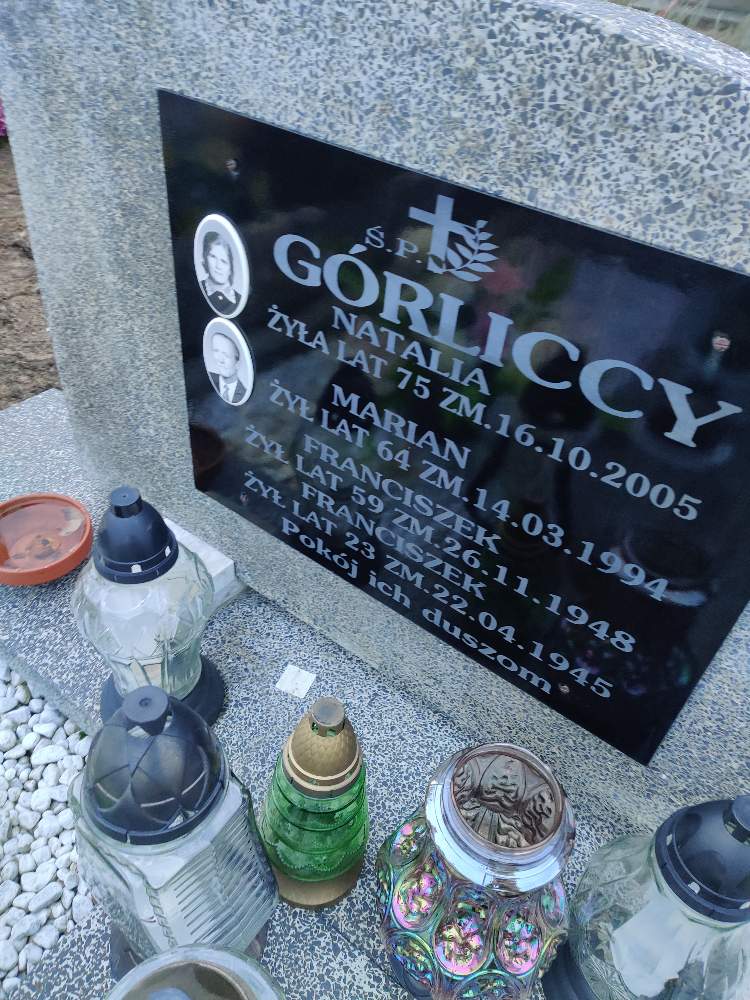 Ś.P.
GÓRLICCY
NATALIA
ŻYŁA LAT 75 ZM.16.10.2005
MARIAN
ŻYŁ LAT 64 ZM.14.03.1994
FRANCISZEK
ŻYŁ LAT 59 ZM.26.11.1948
FRANCISZEK
ŻYŁ LAT 23 ZM.22.04.1945
Pokój ich duszom